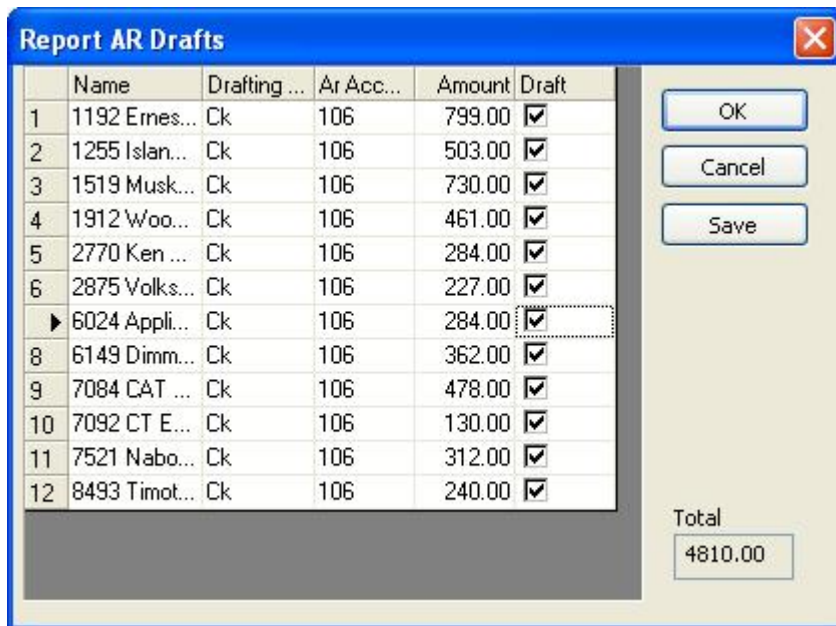 Report AR Drafts
Name Drafting ... Ar Acc... Amount Draft
1 1192 Ernes... Ck 106 799.00
2 1255 Islan... Ck 106 503.00
3 1519 Musk... Ck 106 730.00
4 1912 Woo... Ck 106 461.00
5 2770 Ken ... Ck 106 284.00
6 2875 Volks... Ck 106 227.00
6024 Appli... Ck 106 284.00
8 6149 Dimm... Ck 106 362.00
9 7084 CAT ... Ck 106 478.00
10 7092 CT E... Ck 106 130.00
11 7521 Nabo... Ck 106 312.00
12 8493 Timot... Ck 106 240.00
OK
Cancel
Save
Total
4810.00